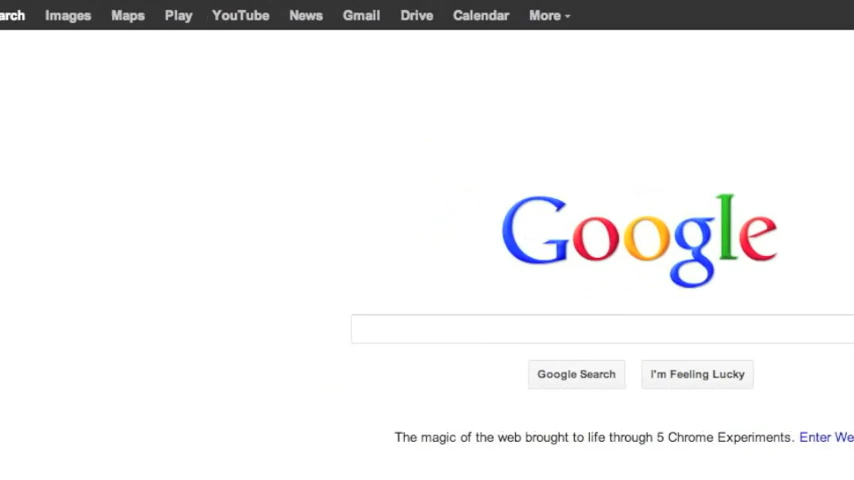 arch Images Maps Play YouTube News Gmail Drive Calendar More
Google
Google Search I'm Feeling Lucky
The magic of the web brought to life through 5 Chrome Experiments. Enter We